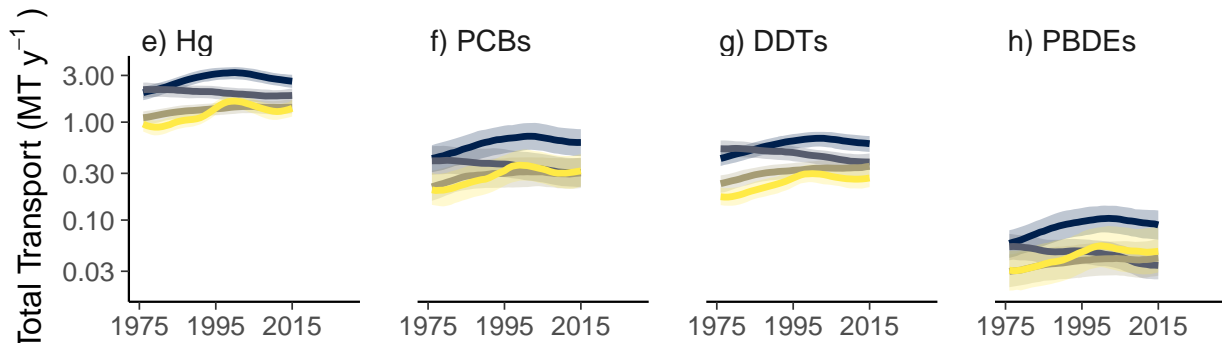 Total Transport (MT y⁻¹)
e) Hg
f) PCBs
g) DDTs
h) PBDEs
3.00
1.00
0.30
0.10
0.03
1975 1995 2015
1975 1995 2015
1975 1995 2015
1975 1995 2015